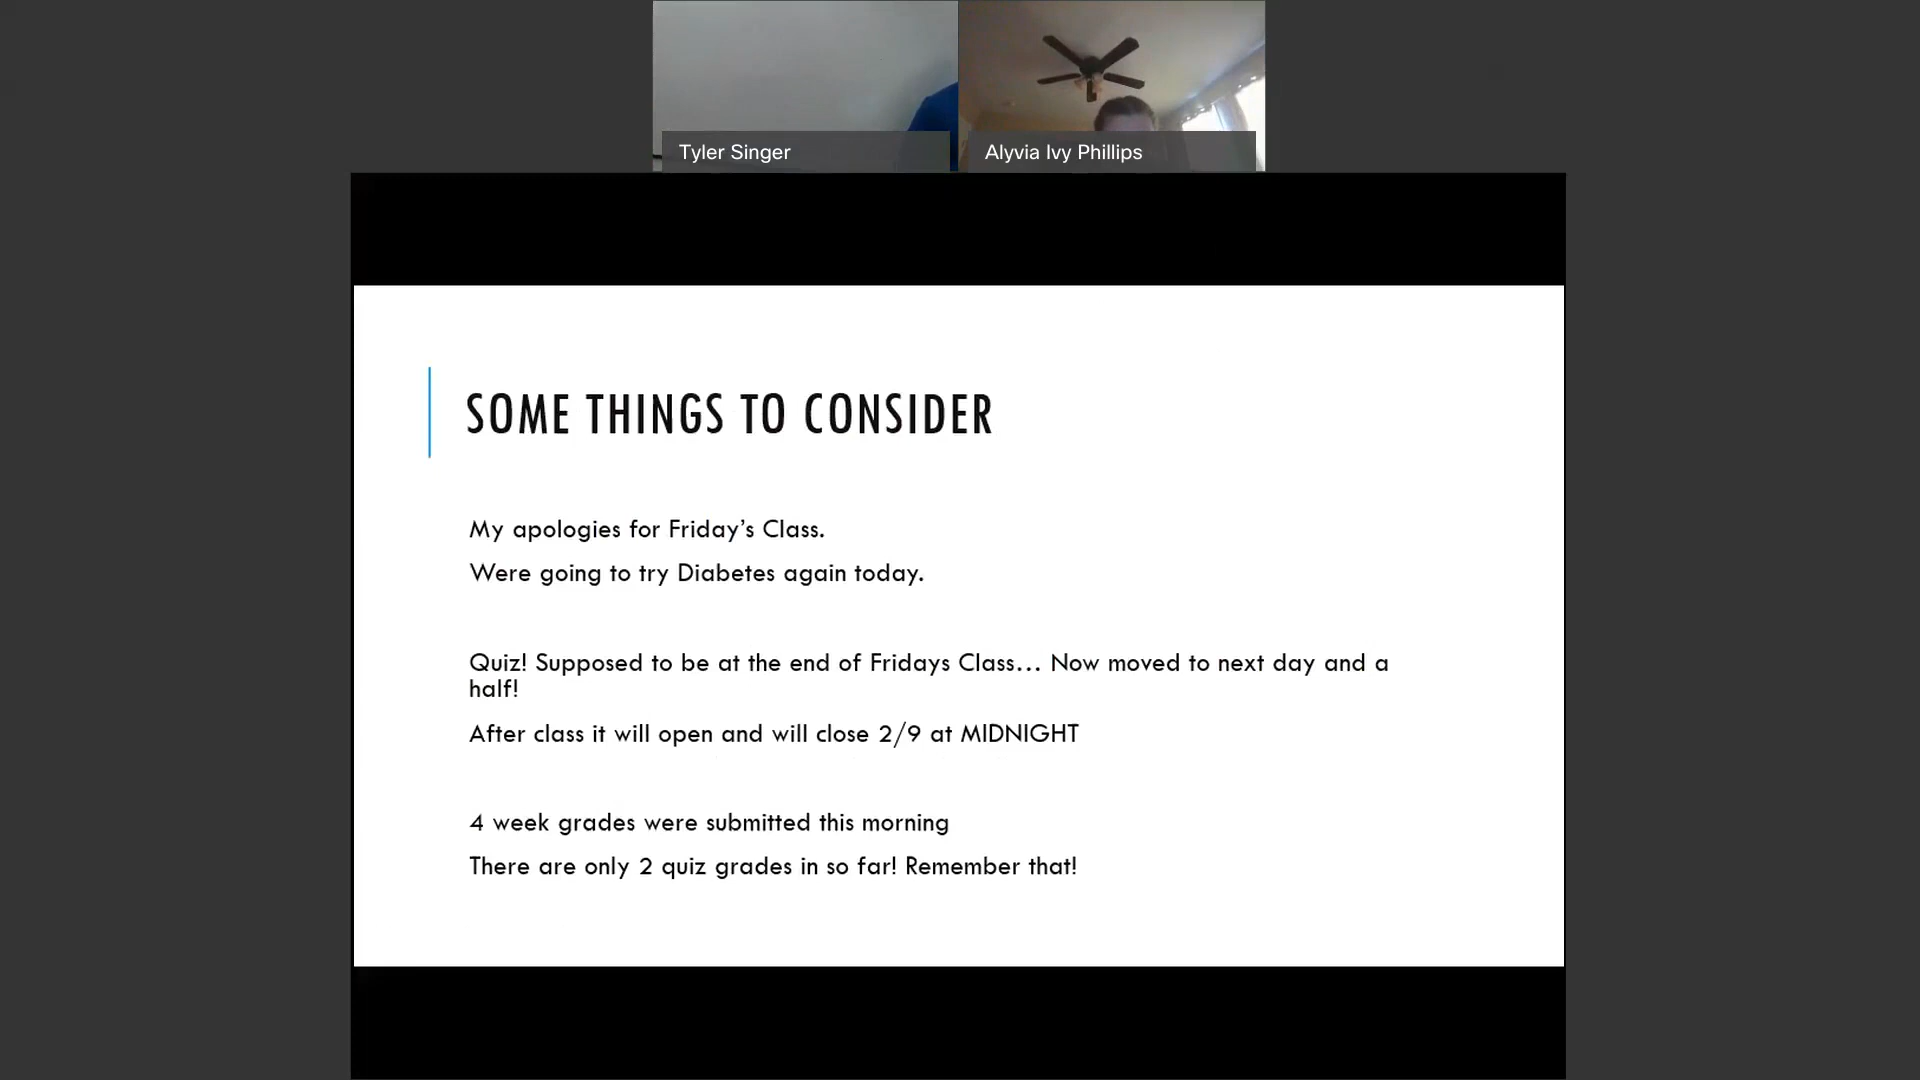 Tyler Singer
Alyvia Ivy Phillips
SOME THINGS TO CONSIDER
My apologies for Friday’s Class.
Were going to try Diabetes again today.
Quiz! Supposed to be at the end of Fridays Class... Now moved to next day and a
half!
After class it will open and will close 2/9 at MIDNIGHT
4 week grades were submitted this morning
There are only 2 quiz grades in so far! Remember that!